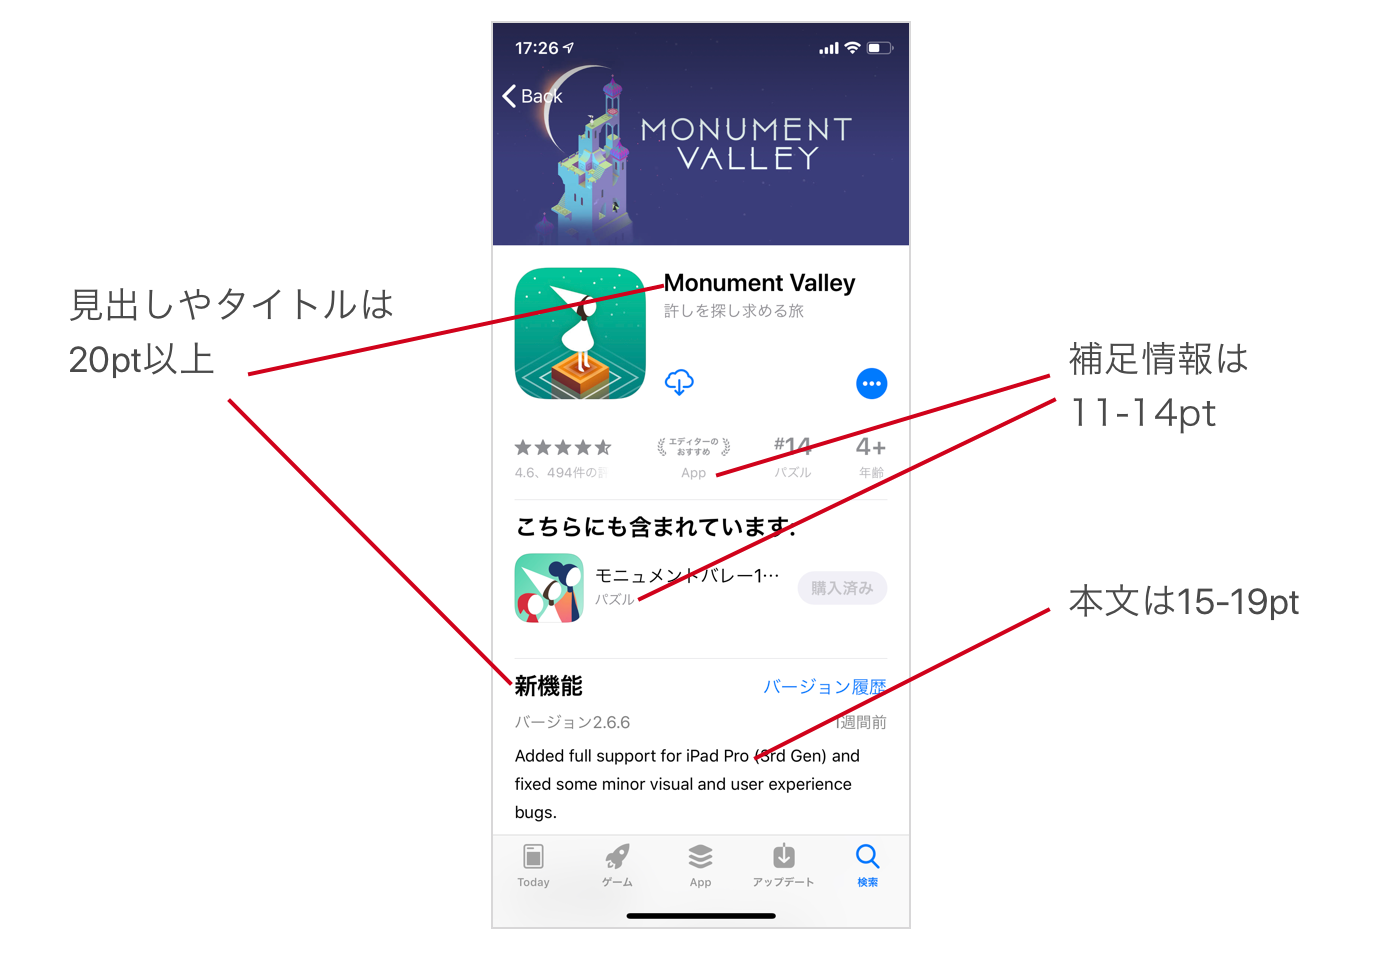 17:26
Back
MONUMENT
VALLEY
見出しやタイトルは
20pt以上
Monument Valley
許しを探し求める旅
補足情報は
11-14pt
エディターの
おすすめ
#14
4+
4.6、494件の評
App
パズル
年齢
こちらにも含まれています:
モニュメントバレー1…
パズル
購入済み
本文は15-19pt
新機能
バージョン履歴
バージョン2.6.6
1週間前
Added full support for iPad Pro (3rd Gen) and
fixed some minor visual and user experience
bugs.
Today
ゲーム
App
アップデート
検索